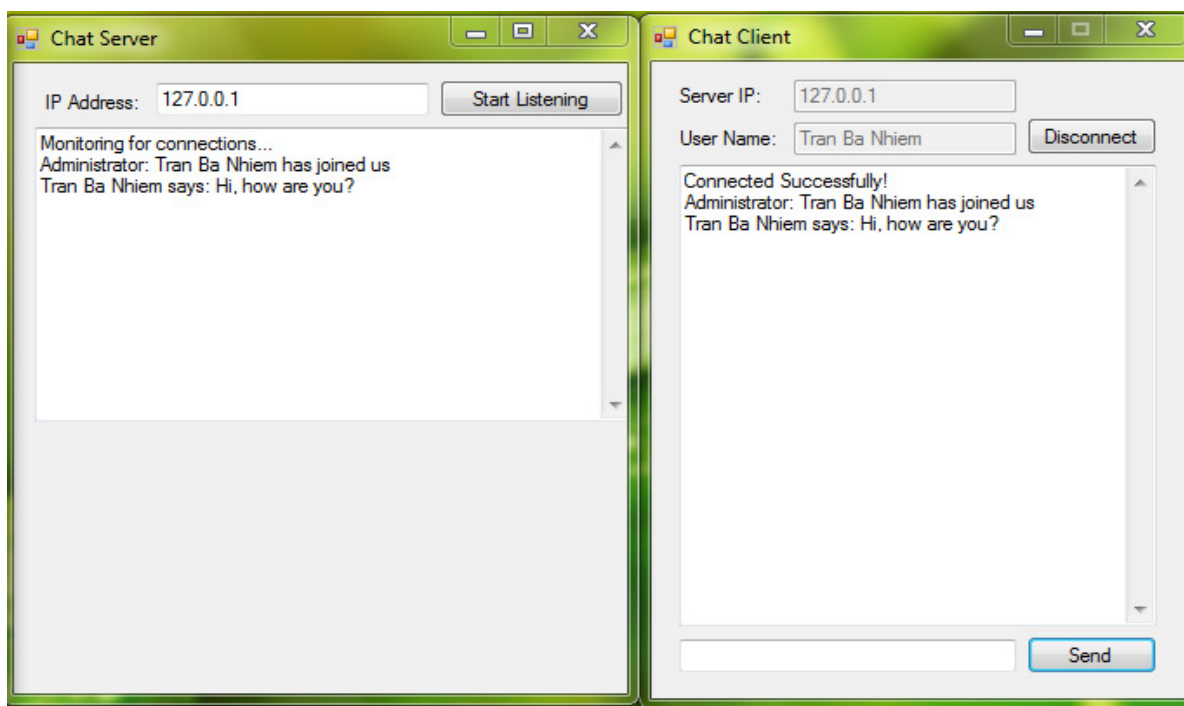 Chat Server
IP Address: 127.0.0.1 Start Listening
Monitoring for connections...
Administrator: Tran Ba Nhiem has joined us
Tran Ba Nhiem says: Hi, how are you?
Chat Client
Server IP: 127.0.0.1
User Name: Tran Ba Nhiem Disconnect
Connected Successfully!
Administrator: Tran Ba Nhiem has joined us
Tran Ba Nhiem says: Hi, how are you?
Send